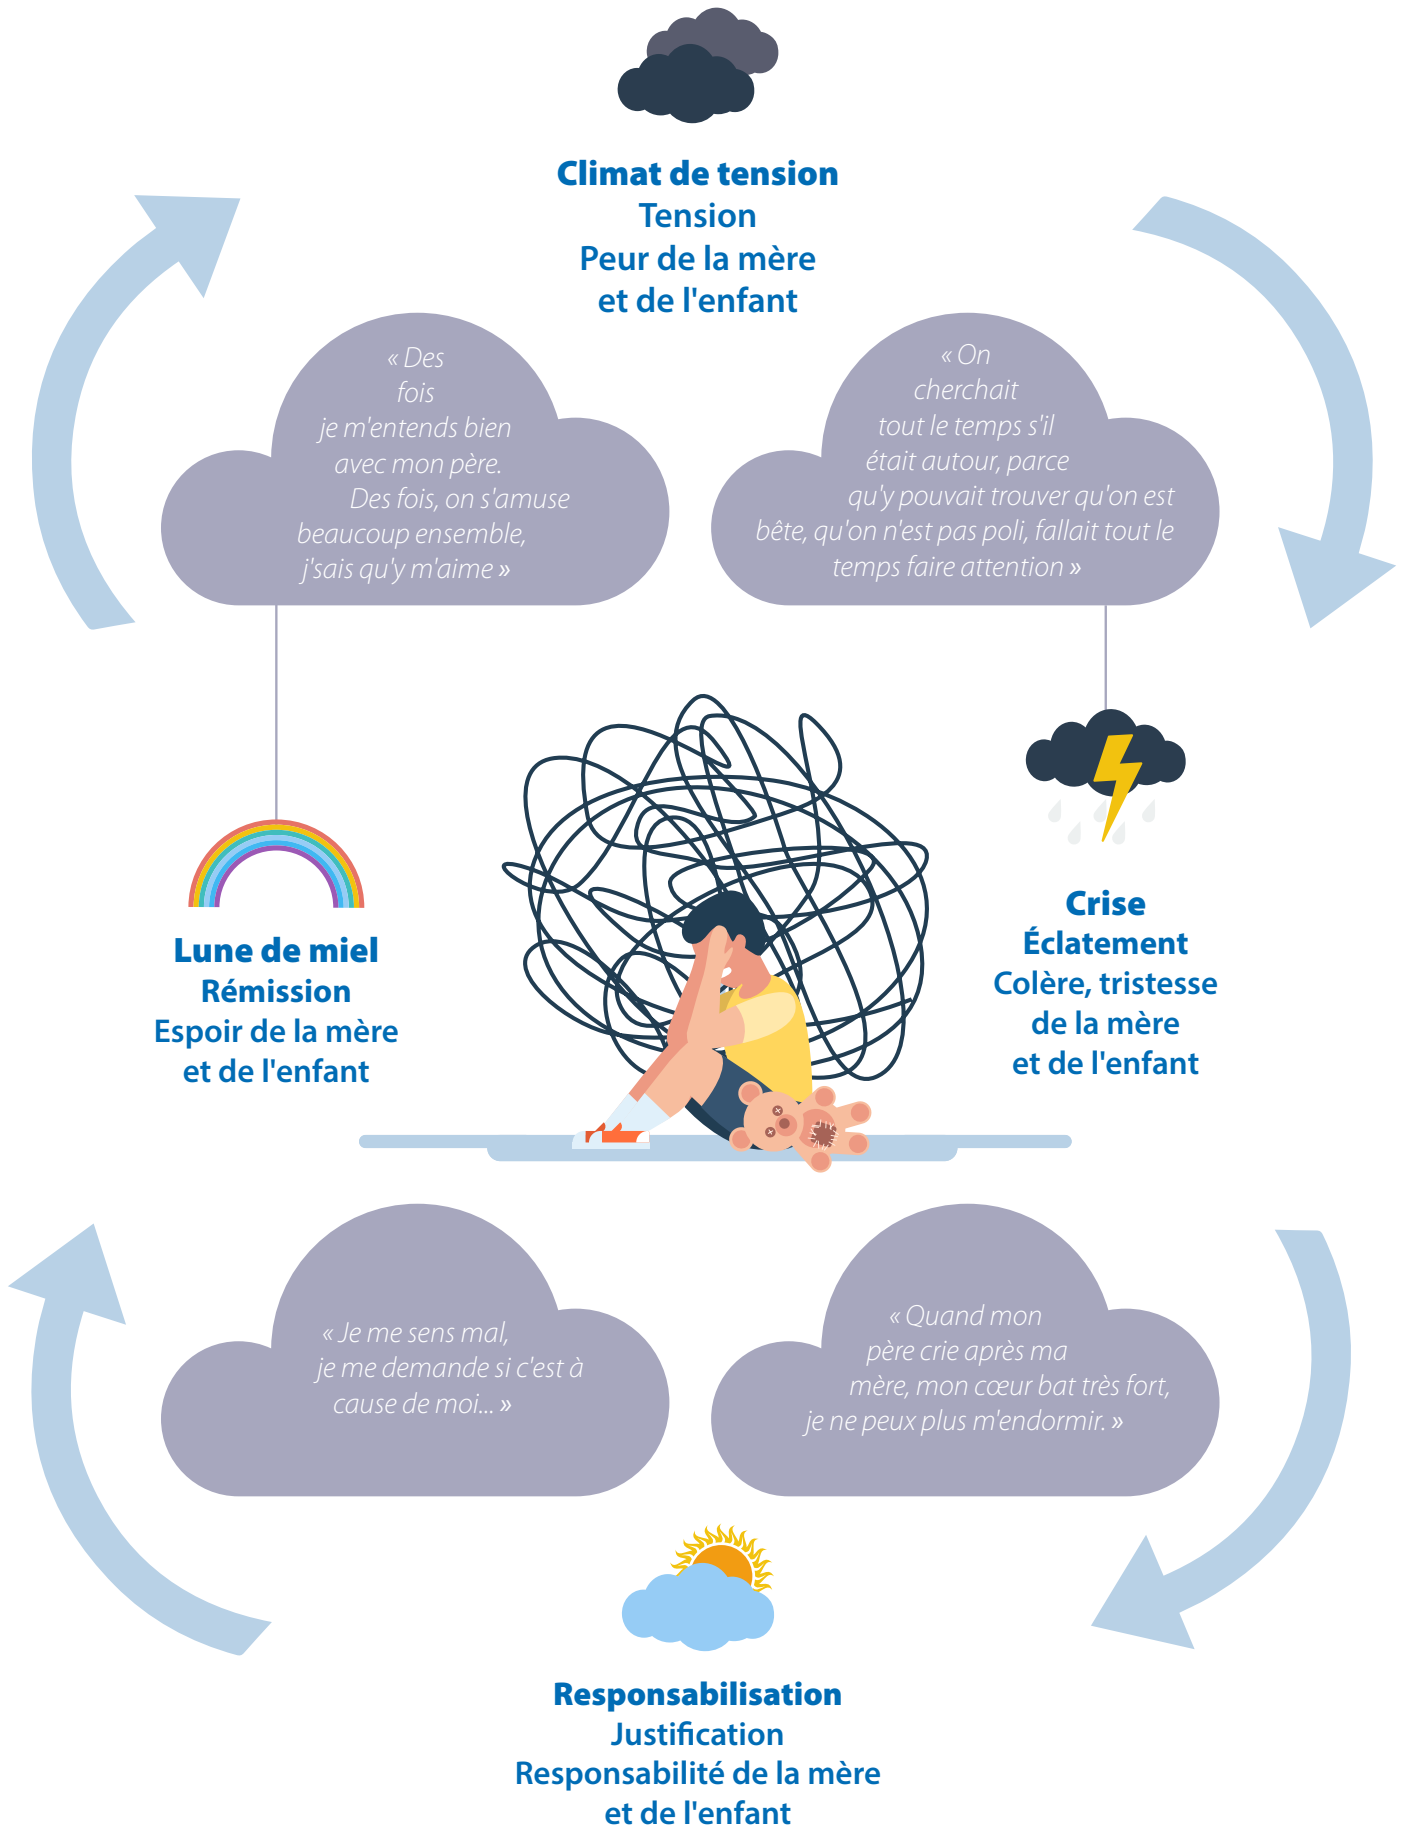 Climat de tension
Tension
Peur de la mère
et de l'enfant
« Des
fois
je m'entends bien
avec mon père.
Des fois, on s'amuse
beaucoup ensemble,
j'sais qu'y m'aime »
« On
cherchait
tout le temps s'il
était autour, parce
qu'y pouvait trouver qu'on est
bête, qu'on n'est pas poli, fallait tout le
temps faire attention »
Lune de miel
Rémission
Espoir de la mère
et de l'enfant
Crise
Éclatement
Colère, tristesse
de la mère
et de l'enfant
« Je me sens mal,
je me demande si c'est à
cause de moi... »
« Quand mon
père crie après ma
mère, mon cœur bat très fort,
je ne peux plus m'endormir. »
Responsabilisation
Justification
Responsabilité de la mère
et de l'enfant